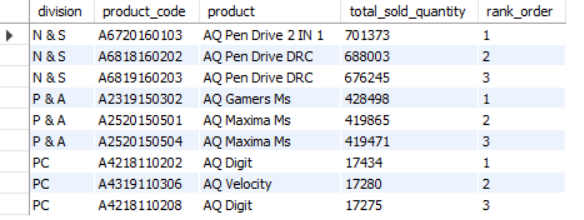 division product_code product total_sold_quantity rank_order
N & S A6720160103 AQ Pen Drive 2 IN 1 701373 1
N & S A6818160202 AQ Pen Drive DRC 688003 2
N & S A6819160203 AQ Pen Drive DRC 676245 3
P & A A2319150302 AQ Gamers Ms 428498 1
P & A A2520150501 AQ Maxima Ms 419865 2
P & A A2520150504 AQ Maxima Ms 419471 3
PC A4218110202 AQ Digit 17434 1
PC A4319110306 AQ Velocity 17280 2
PC A4218110208 AQ Digit 17275 3